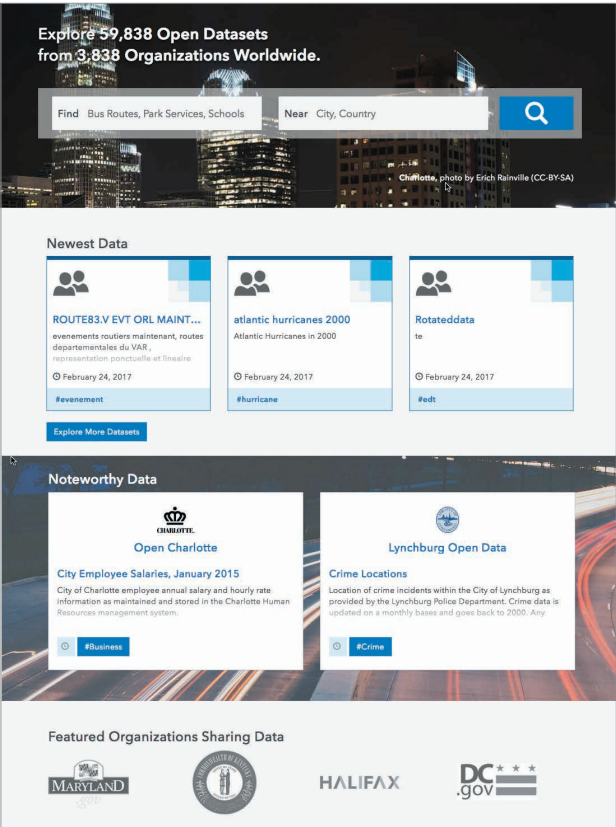 Explore 59,838 Open Datasets
from 3,838 Organizations Worldwide.
Find Bus Routes, Park Services, Schools
Near City, Country
Charlotte, photo by Erich Rainville (CC-BY-SA)
Newest Data
ROUTE83.V EVT ORL MAINT...
evenements routiers maintenant, routes
departementales du VAR ,
representation ponctuelle et lineaire
February 24, 2017
#evenement
atlantic hurricanes 2000
Atlantic Hurricanes in 2000
February 24, 2017
#hurricane
Rotateddata
te
February 24, 2017
#edt
Explore More Datasets
Noteworthy Data
CHARLOTTE.
Open Charlotte
City Employee Salaries, January 2015
City of Charlotte employee annual salary and hourly rate
information as maintained and stored in the Charlotte Human
Resources management system.
#Business
Lynchburg Open Data
Crime Locations
Location of crime incidents within the City of Lynchburg as
provided by the Lynchburg Police Department. Crime data is
updated on a monthly bases and goes back to 2000. Any
#Crime
Featured Organizations Sharing Data
MARYLAND
.gov
HALIFAX
DC
.gov